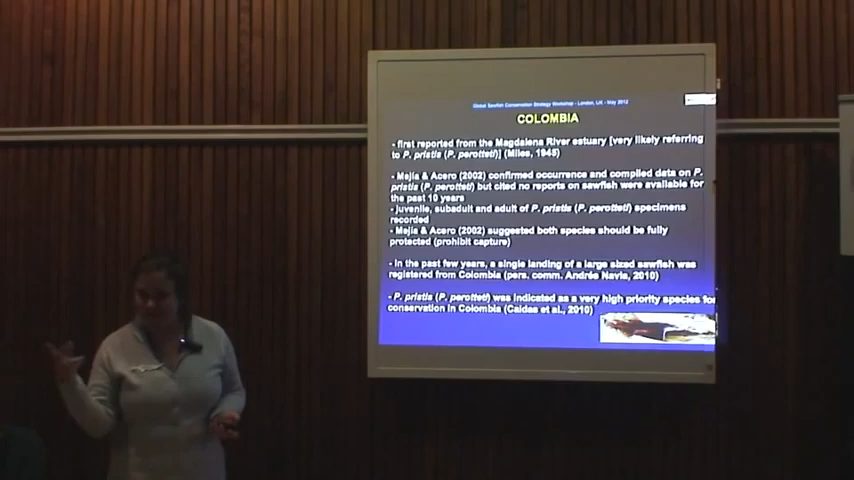 Global Sawfish Conservation Strategy Workshop - London, UK - May 2012
COLOMBIA
- first reported from the Magdalena River estuary [very likely referring
to P. pristis (P. perotteti)] (Miles, 1945)
- Mejía & Acero (2002) confirmed occurrence and compiled data on P.
pristis (P. perotteti) but cited no reports on sawfish were available for
the past 10 years
- juvenile, subadult and adult of P. pristis (P. perotteti) specimens
recorded
- Mejía & Acero (2002) suggested both species should be fully
protected (prohibit capture)
- In the past few years, a single landing of a large sized sawfish was
registered from Colombia (pers. comm. Andrés Navia, 2010)
- P. pristis (P. perotteti) was indicated as a very high priority species for
conservation in Colombia (Caldas et al., 2010)